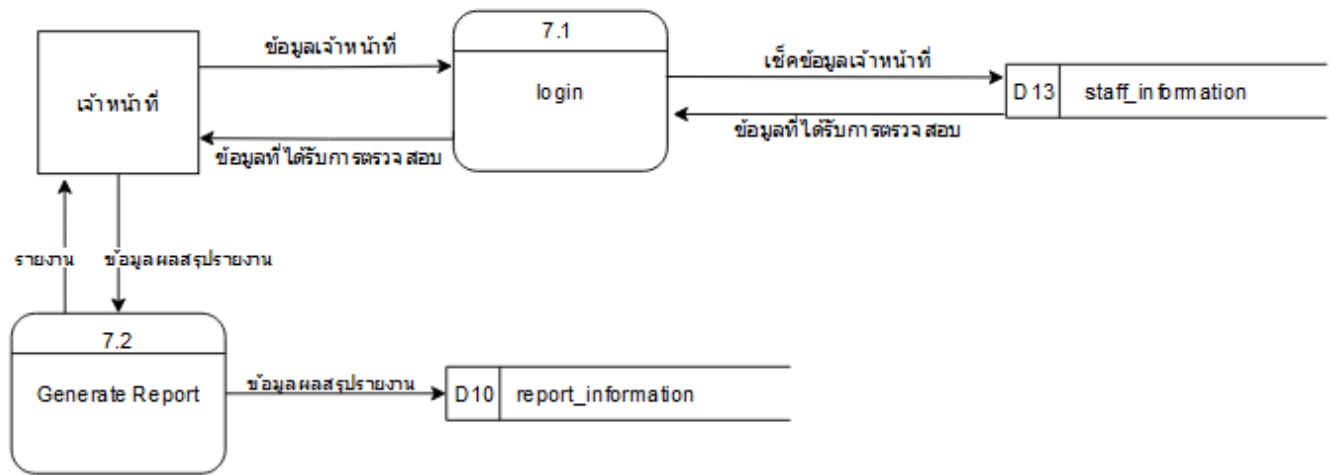 7.1
ข้อมูลเจ้าหน้าที่
เช็คข้อมูลเจ้าหน้าที่
เจ้าหน้าที่
login
D13 staff_information
ข้อมูลที่ได้รับการตรวจสอบ
ข้อมูลที่ได้รับการตรวจสอบ
รายงาน
ข้อมูลผลสรุปรายงาน
7.2
Generate Report
ข้อมูลผลสรุปรายงาน
D10 report_information